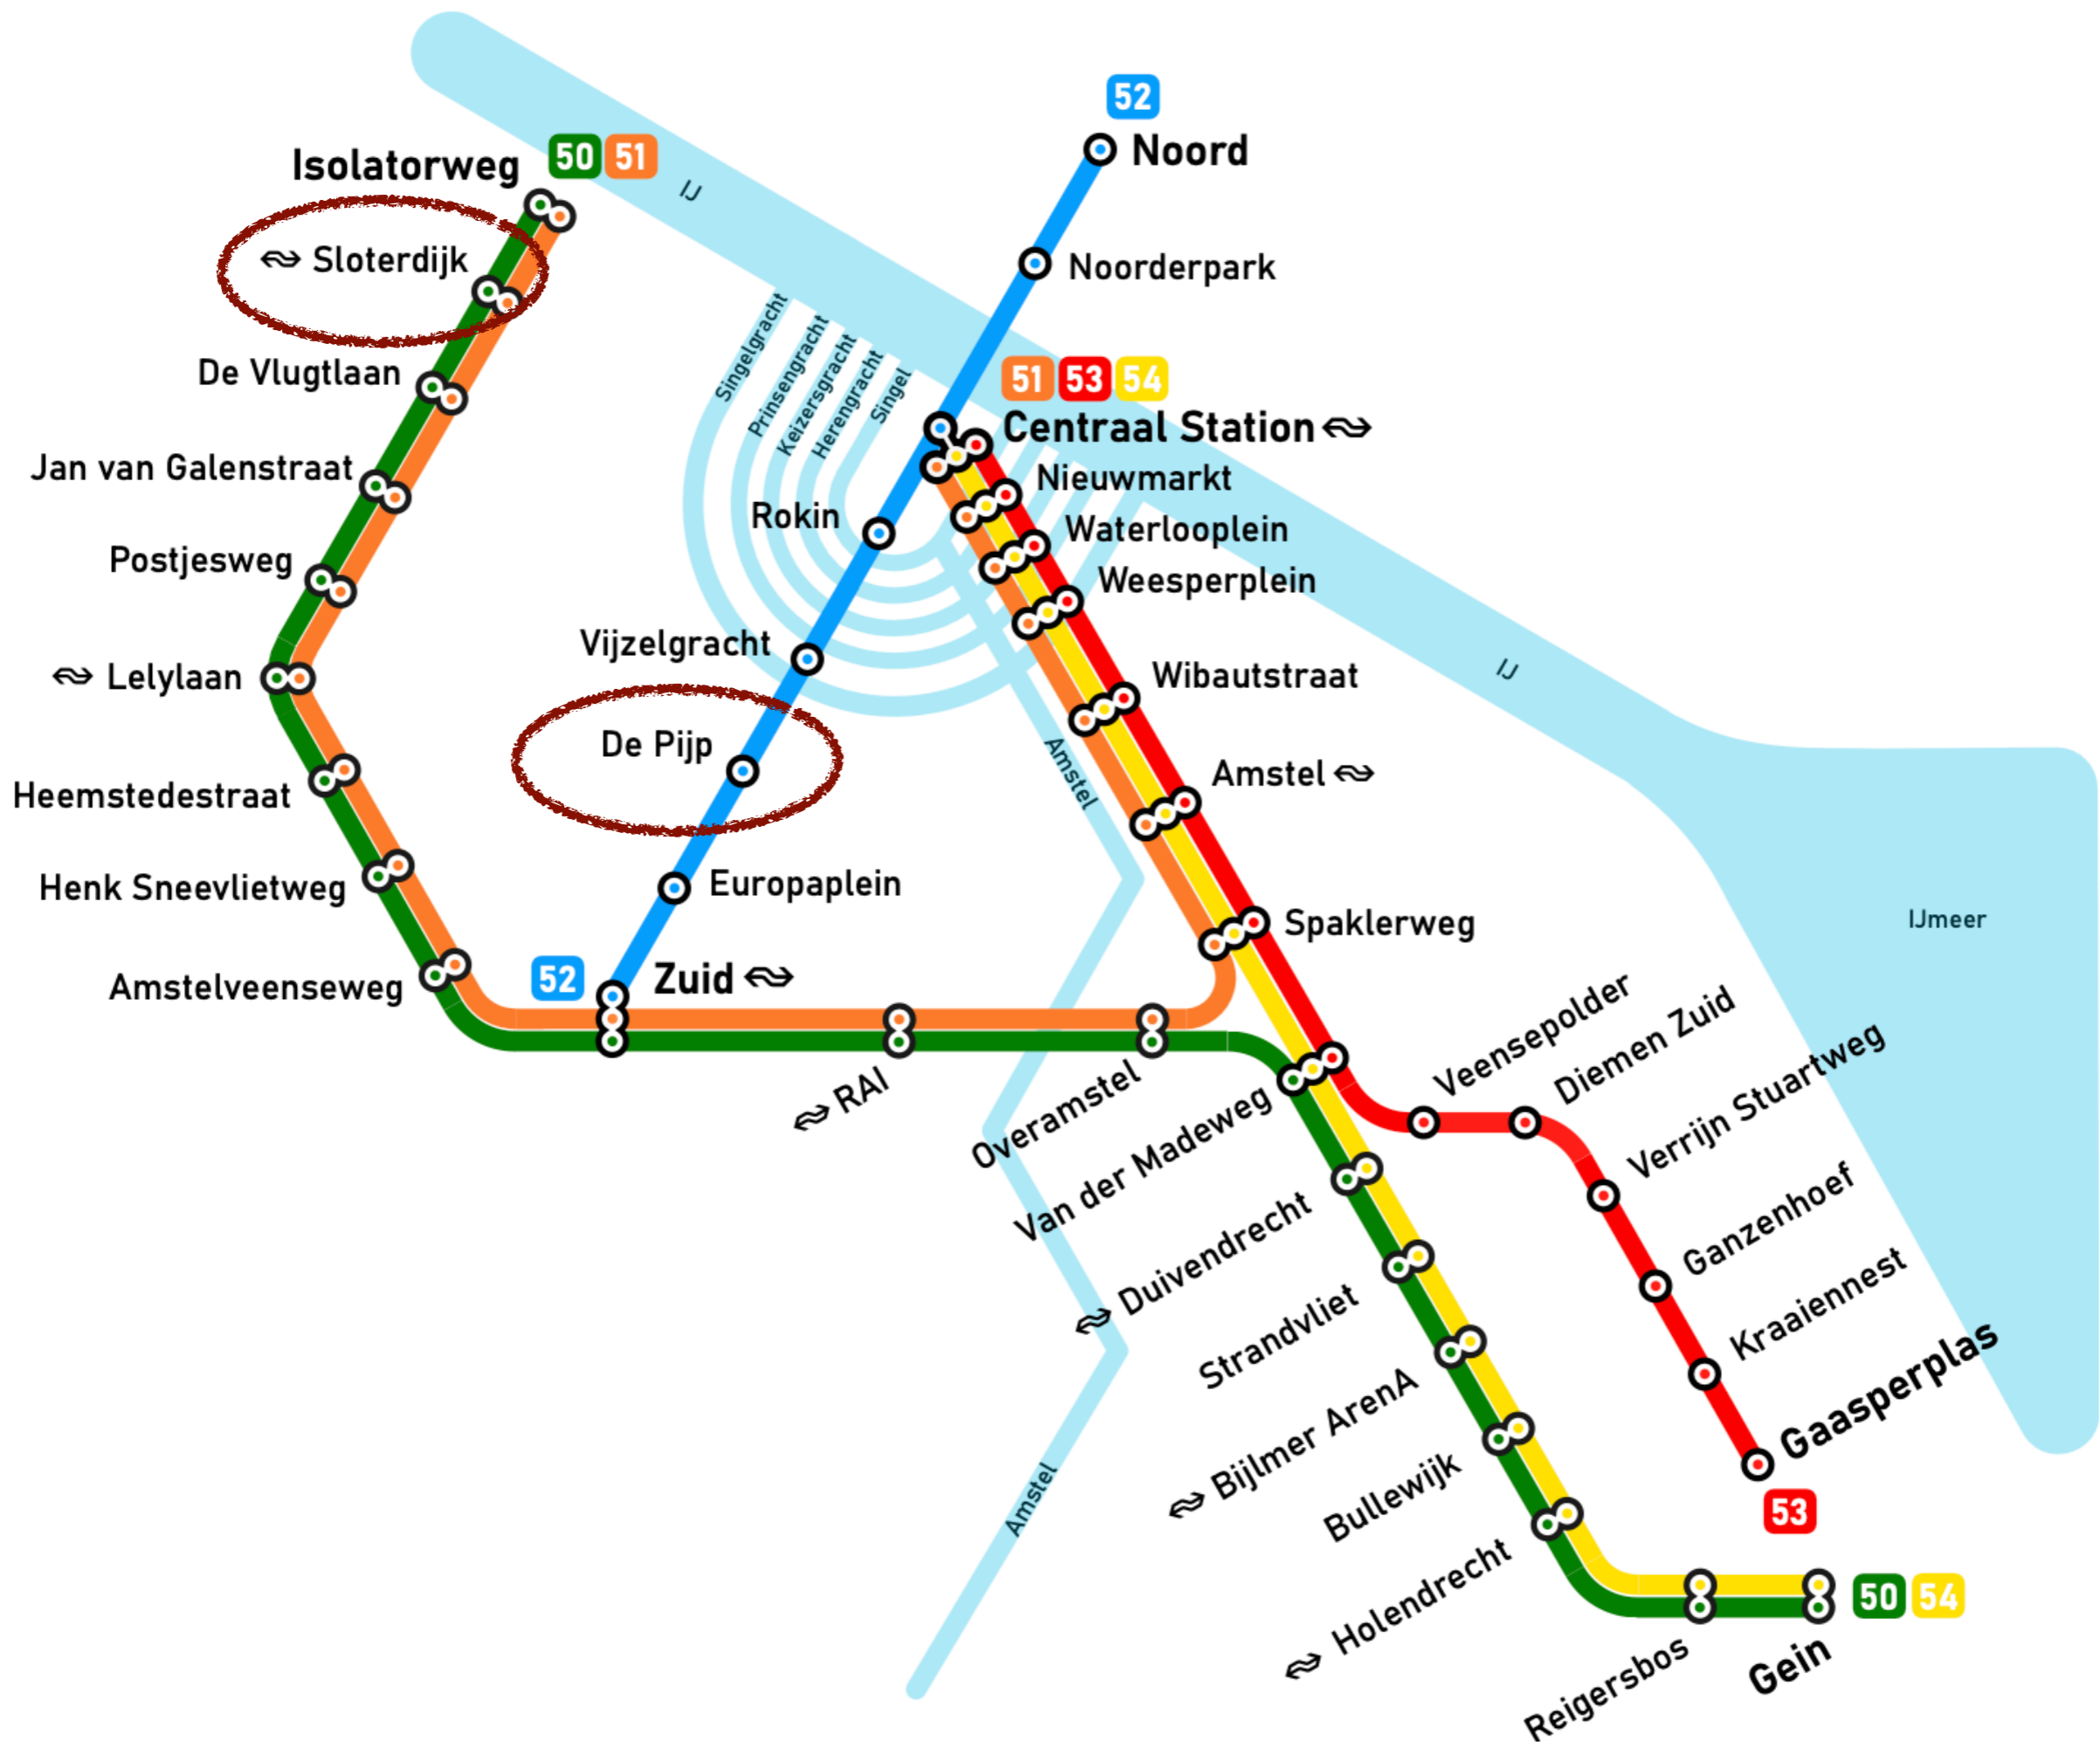 52
Noord
Isolatorweg
50 51
IJ
Sloterdijk
Noorderpark
Singelgracht
Prinsengracht
Keizersgracht
Herengracht
Singel
De Vlugtlaan
51 53 54
Centraal Station
Jan van Galenstraat
Nieuwmarkt
Rokin
Waterlooplein
Postjesweg
Weesperplein
Vijzelgracht
Lelylaan
Wibautstraat
IJ
De Pijp
Amstel
Amstel
Heemstedestraat
Henk Sneevlietweg
Europaplein
Spaklerweg
IJmeer
Amstelveenseweg
52
Zuid
RAI
Overamstel
Van der Madeweg
Veensepolder
Diemen Zuid
Verrijn Stuartweg
Duivendrecht
Ganzenhoef
Strandvliet
Kraaiennest
Bijlmer ArenA
Gaasperplas
53
Bullewijk
Amstel
Holendrecht
50 54
Reigersbos
Gein